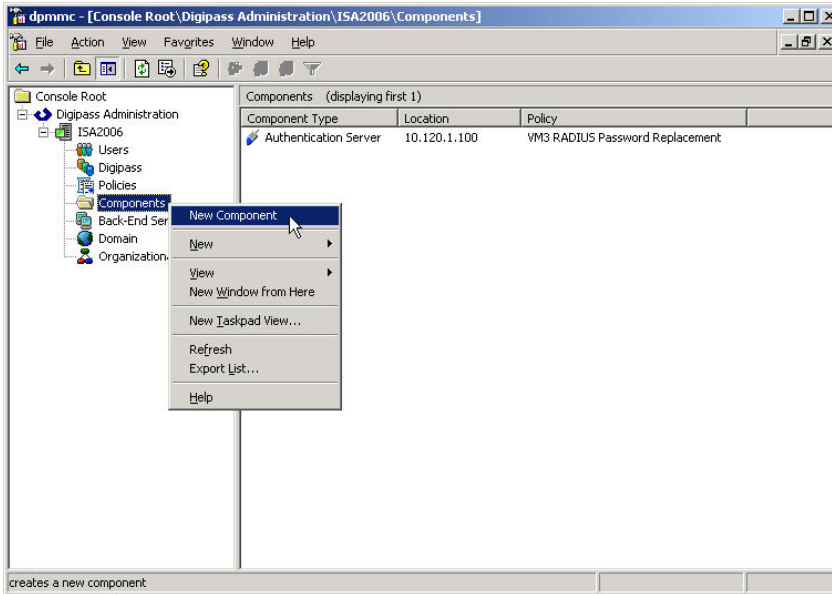 dpmmc - [Console Root\Digipass Administration\ISA2006\Components]
File Action View Favorites Window Help
Console Root
Digipass Administration
ISA2006
Users
Digipass
Policies
Components
Back-End Ser
Domain
Organization
Components (displaying first 1)
Component Type Location Policy
Authentication Server 10.120.1.100 VM3 RADIUS Password Replacement
New Component
New
View
New Window from Here
New Taskpad View...
Refresh
Export List...
Help
creates a new component